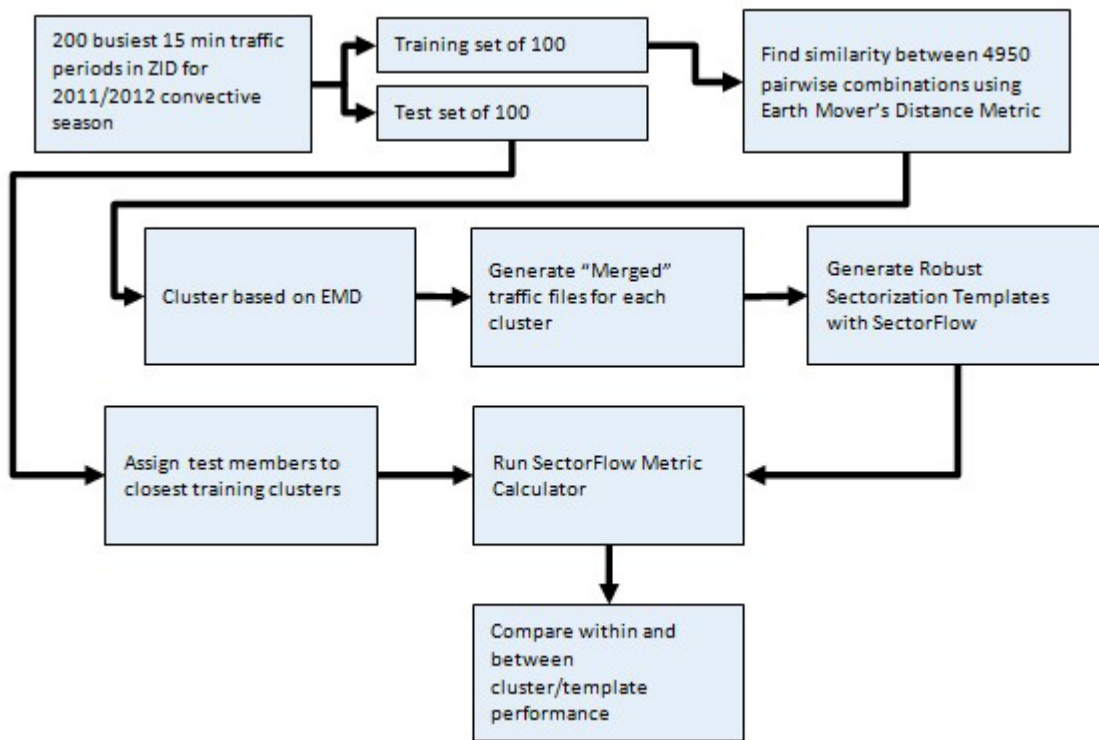 200 busiest 15 min traffic
periods in ZID for
2011/2012 convective
season
Training set of 100
Test set of 100
Find similarity between 4950
pairwise combinations using
Earth Mover's Distance Metric
Cluster based on EMD
Generate "Merged"
traffic files for each
cluster
Generate Robust
Sectorization Templates
with SectorFlow
Assign test members to
closest training clusters
Run SectorFlow Metric
Calculator
Compare within and
between
cluster/template
performance